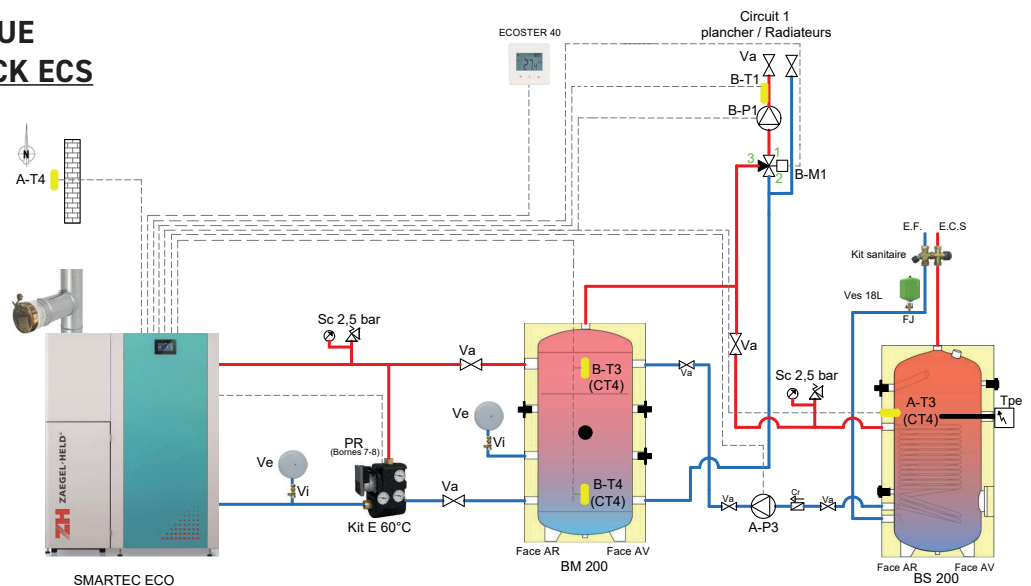 UE
CK ECS
ECOSTER 40
Circuit 1
plancher / Radiateurs
Va
B-T1
B-P1
3
1
2
B-M1
N
A-T4
E.F.
E.C.S
Kit sanitaire
Ves 18L
FJ
Sc 2,5 bar
Va
Va
Va
Sc 2,5 bar
B-T3
(CT4)
A-T3
(CT4)
Tpe
Ve
Vi
Ve
Vi
PR
(Bornes 7-8)
Va
Kit E 60°C
B-T4
(CT4)
Va
Cr
Va
A-P3
ZH ZAEGEL-HELD
Face AR
Face AV
BM 200
Face AR
Face AV
BS 200
SMARTEC ECO